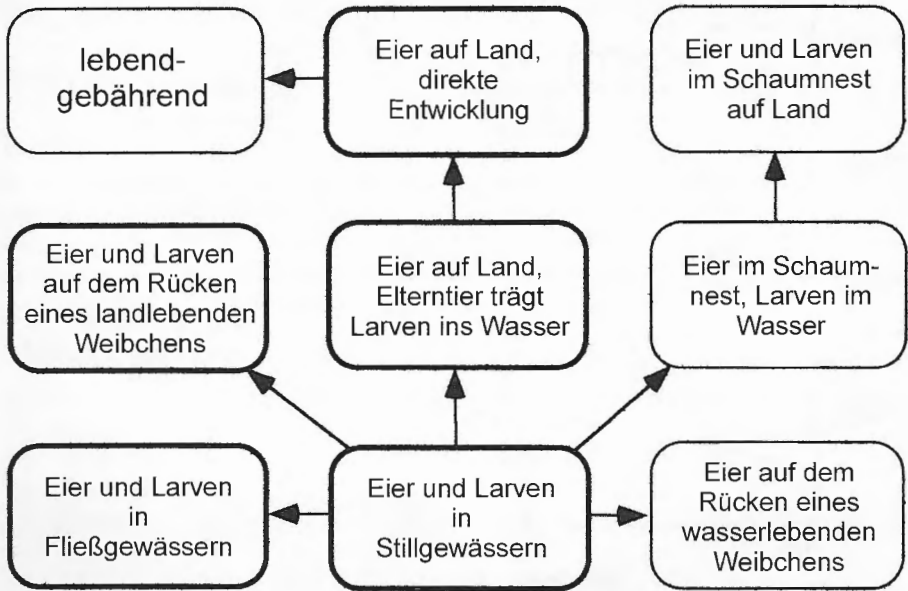 lebend-
gebährend
Eier auf Land,
direkte
Entwicklung
Eier und Larven
im Schaumnest
auf Land
Eier und Larven
auf dem Rücken
eines landlebenden
Weibchens
Eier auf Land,
Elterntier trägt
Larven ins Wasser
Eier im Schaum-
nest, Larven im
Wasser
Eier und Larven
in
Fließgewässern
Eier und Larven
in
Stillgewässern
Eier auf dem
Rücken eines
wasserlebenden
Weibchens